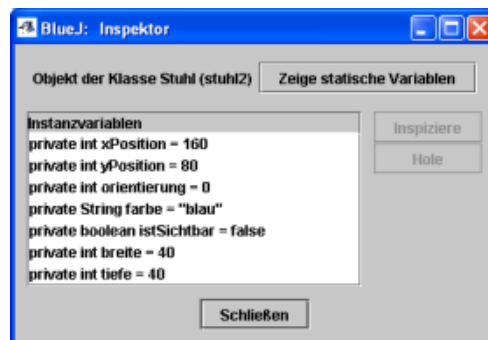 BlueJ: Inspektor
Objekt der Klasse Stuhl (stuhl2) Zeige statische Variablen
Instanzvariablen
private int xPosition = 160
private int yPosition = 80
private int orientierung = 0
private String farbe = "blau"
private boolean istSichtbar = false
private int breite = 40
private int tiefe = 40
Inspiziere
Hole
Schließen